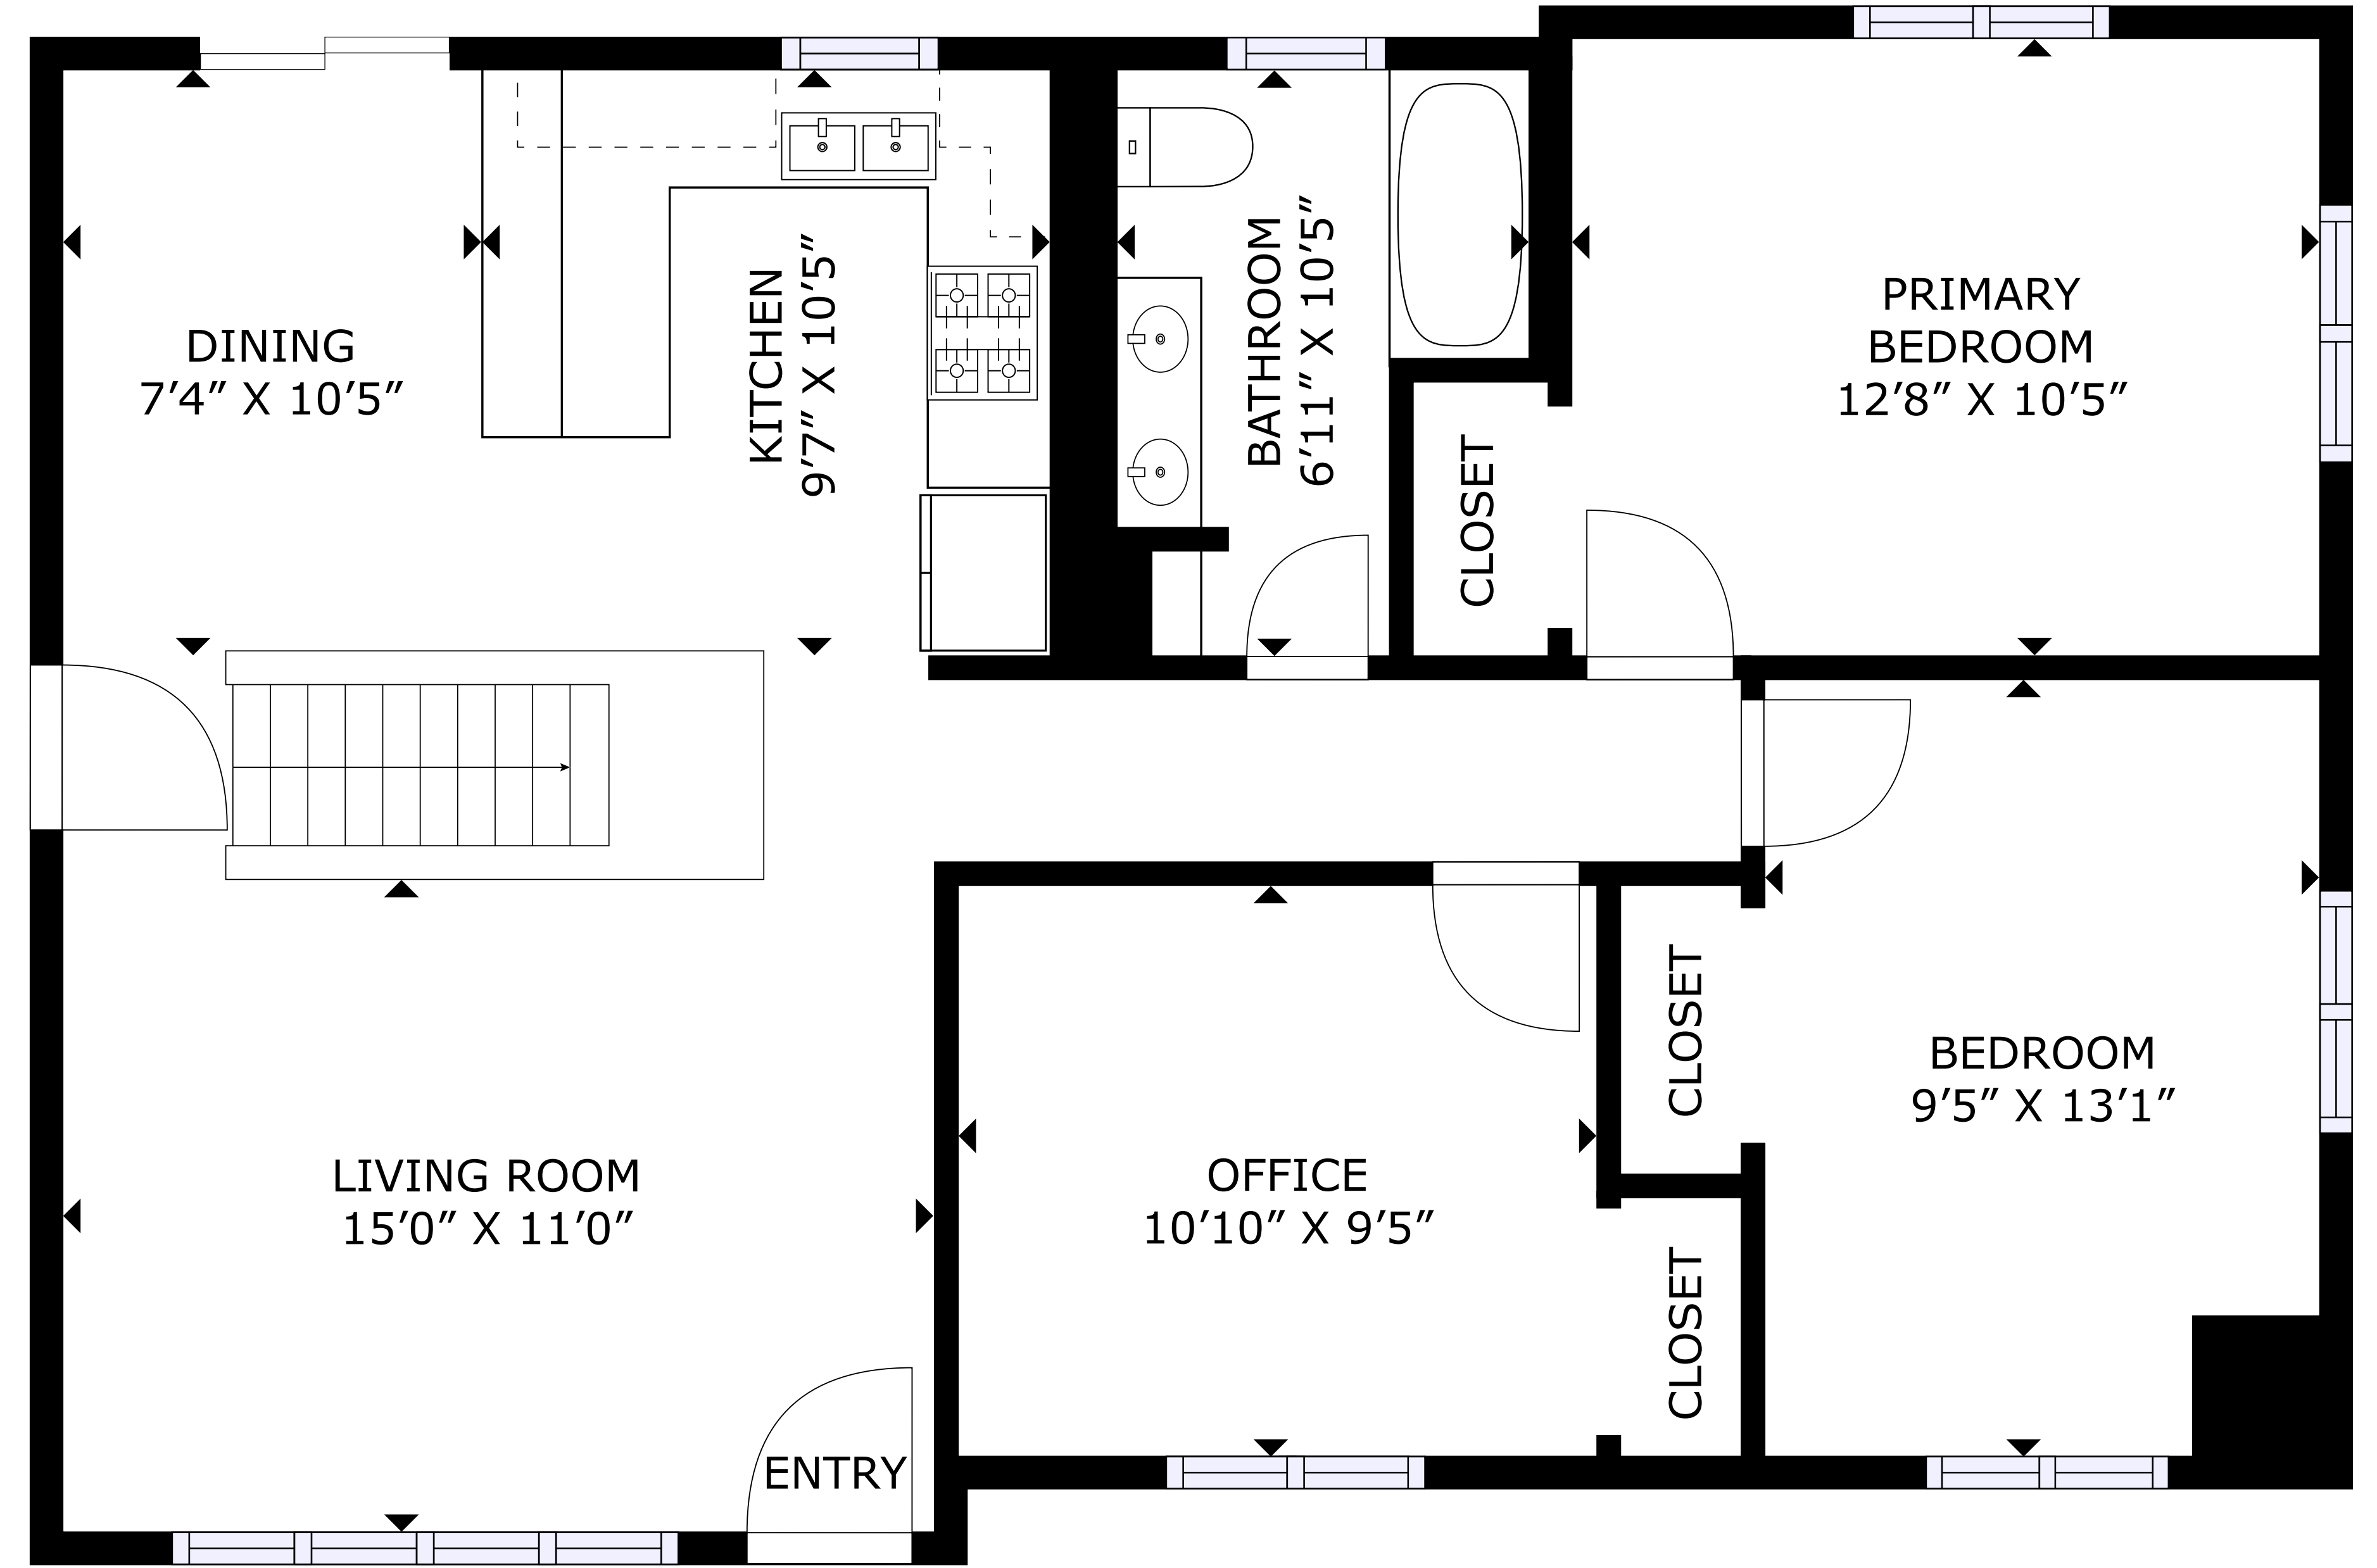 DINING
7'4" X 10'5"
KITCHEN
9'7" X 10'5"
BATHROOM
6'11" X 10'5"
CLOSET
PRIMARY
BEDROOM
12'8" X 10'5"
LIVING ROOM
15'0" X 11'0"
ENTRY
OFFICE
10'10" X 9'5"
CLOSET
CLOSET
BEDROOM
9'5" X 13'1"